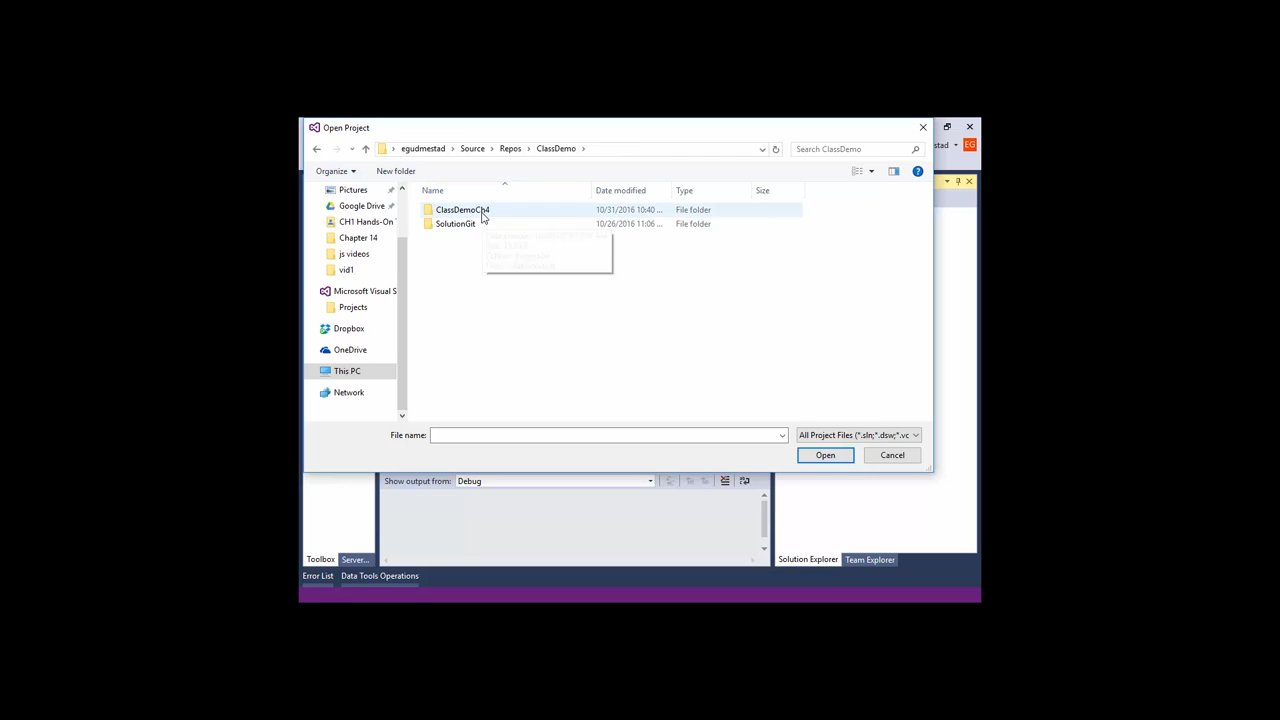 Open Project
egudmestad > Source > Repos > ClassDemo >
Search ClassDemo
stad
EG
Organize
New folder
Name
Date modified
Type
Size
Pictures
Google Drive
CH1 Hands-On
Chapter 14
js videos
vid1
Microsoft Visual S
Projects
Dropbox
OneDrive
This PC
Network
ClassDemoCh4
10/31/2016 10:40 ...
File folder
SolutionGit
10/26/2016 11:06 ...
File folder
File name:
All Project Files (*.sln;*.dsw;*.vc
Open
Cancel
Show output from:
Debug
Toolbox
Server...
Solution Explorer
Team Explorer
Error List
Data Tools Operations